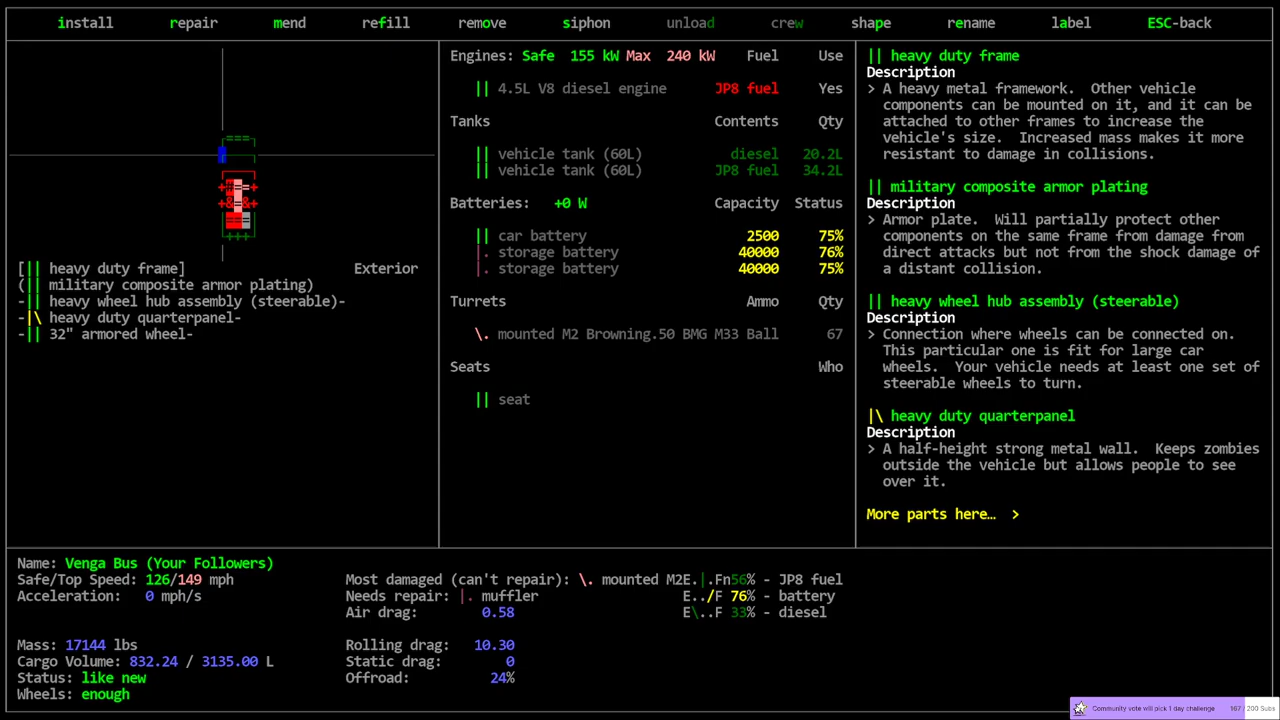 install repair mend refill remove siphon unload crew shape rename label ESC-back
[|| heavy duty frame] Exterior
(|| military composite armor plating)
-|| heavy wheel hub assembly (steerable)-
-|\ heavy duty quarterpanel-
-|| 32" armored wheel-
Engines: Safe 155 kW Max 240 kW Fuel Use
|| 4.5L V8 diesel engine JP8 fuel Yes
Tanks Contents Qty
|| vehicle tank (60L) diesel 20.2L
|| vehicle tank (60L) JP8 fuel 34.2L
Batteries: +0 W Capacity Status
|| car battery 2500 75%
|. storage battery 40000 76%
|. storage battery 40000 75%
Turrets Ammo Qty
\. mounted M2 Browning.50 BMG M33 Ball 67
Seats Who
|| seat
|| heavy duty frame
Description
> A heavy metal framework. Other vehicle
components can be mounted on it, and it can be
attached to other frames to increase the
vehicle's size. Increased mass makes it more
resistant to damage in collisions.
|| military composite armor plating
Description
> Armor plate. Will partially protect other
components on the same frame from damage from
direct attacks but not from the shock damage of
a distant collision.
|| heavy wheel hub assembly (steerable)
Description
> Connection where wheels can be connected on.
This particular one is fit for large car
wheels. Your vehicle needs at least one set of
steerable wheels to turn.
|\ heavy duty quarterpanel
Description
> A half-height strong metal wall. Keeps zombies
outside the vehicle but allows people to see
over it.
More parts here… >
Name: Venga Bus (Your Followers)
Safe/Top Speed: 126/149 mph
Acceleration: 0 mph/s
Mass: 17144 lbs
Cargo Volume: 832.24 / 3135.00 L
Status: like new
Wheels: enough
Most damaged (can't repair): \. mounted M2E.|.Fn56% - JP8 fuel
Needs repair: |. muffler E../F 76% - battery
Air drag: 0.58 E\..F 33% - diesel
Rolling drag: 10.30
Static drag: 0
Offroad: 24%
Community vote will pick 1 day challenge 167 / 200 Subs